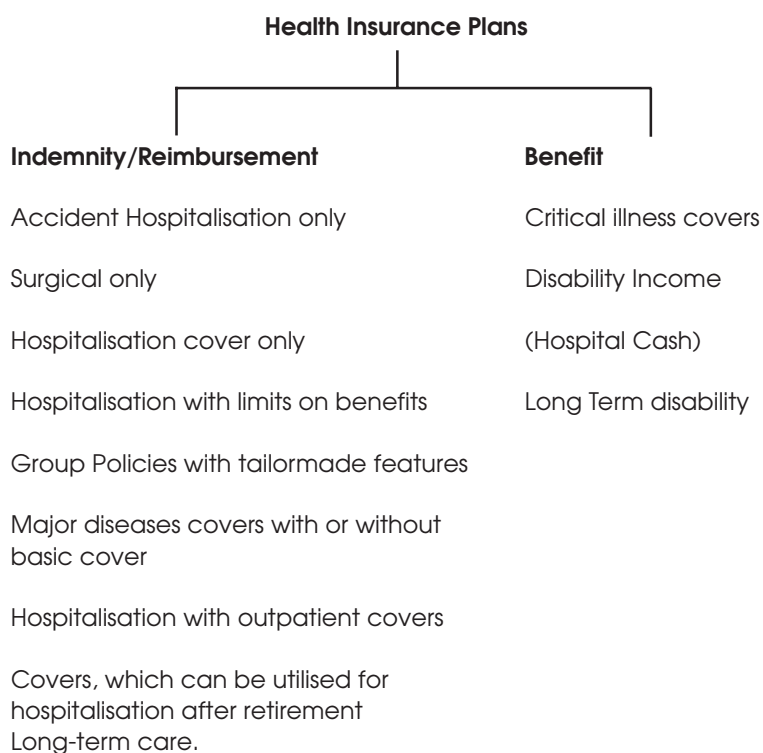 Health Insurance Plans
Indemnity/Reimbursement
Accident Hospitalisation only
Surgical only
Hospitalisation cover only
Hospitalisation with limits on benefits
Group Policies with tailormade features
Major diseases covers with or without
basic cover
Hospitalisation with outpatient covers
Covers, which can be utilised for
hospitalisation after retirement
Long-term care.
Benefit
Critical illness covers
Disability Income
(Hospital Cash)
Long Term disability